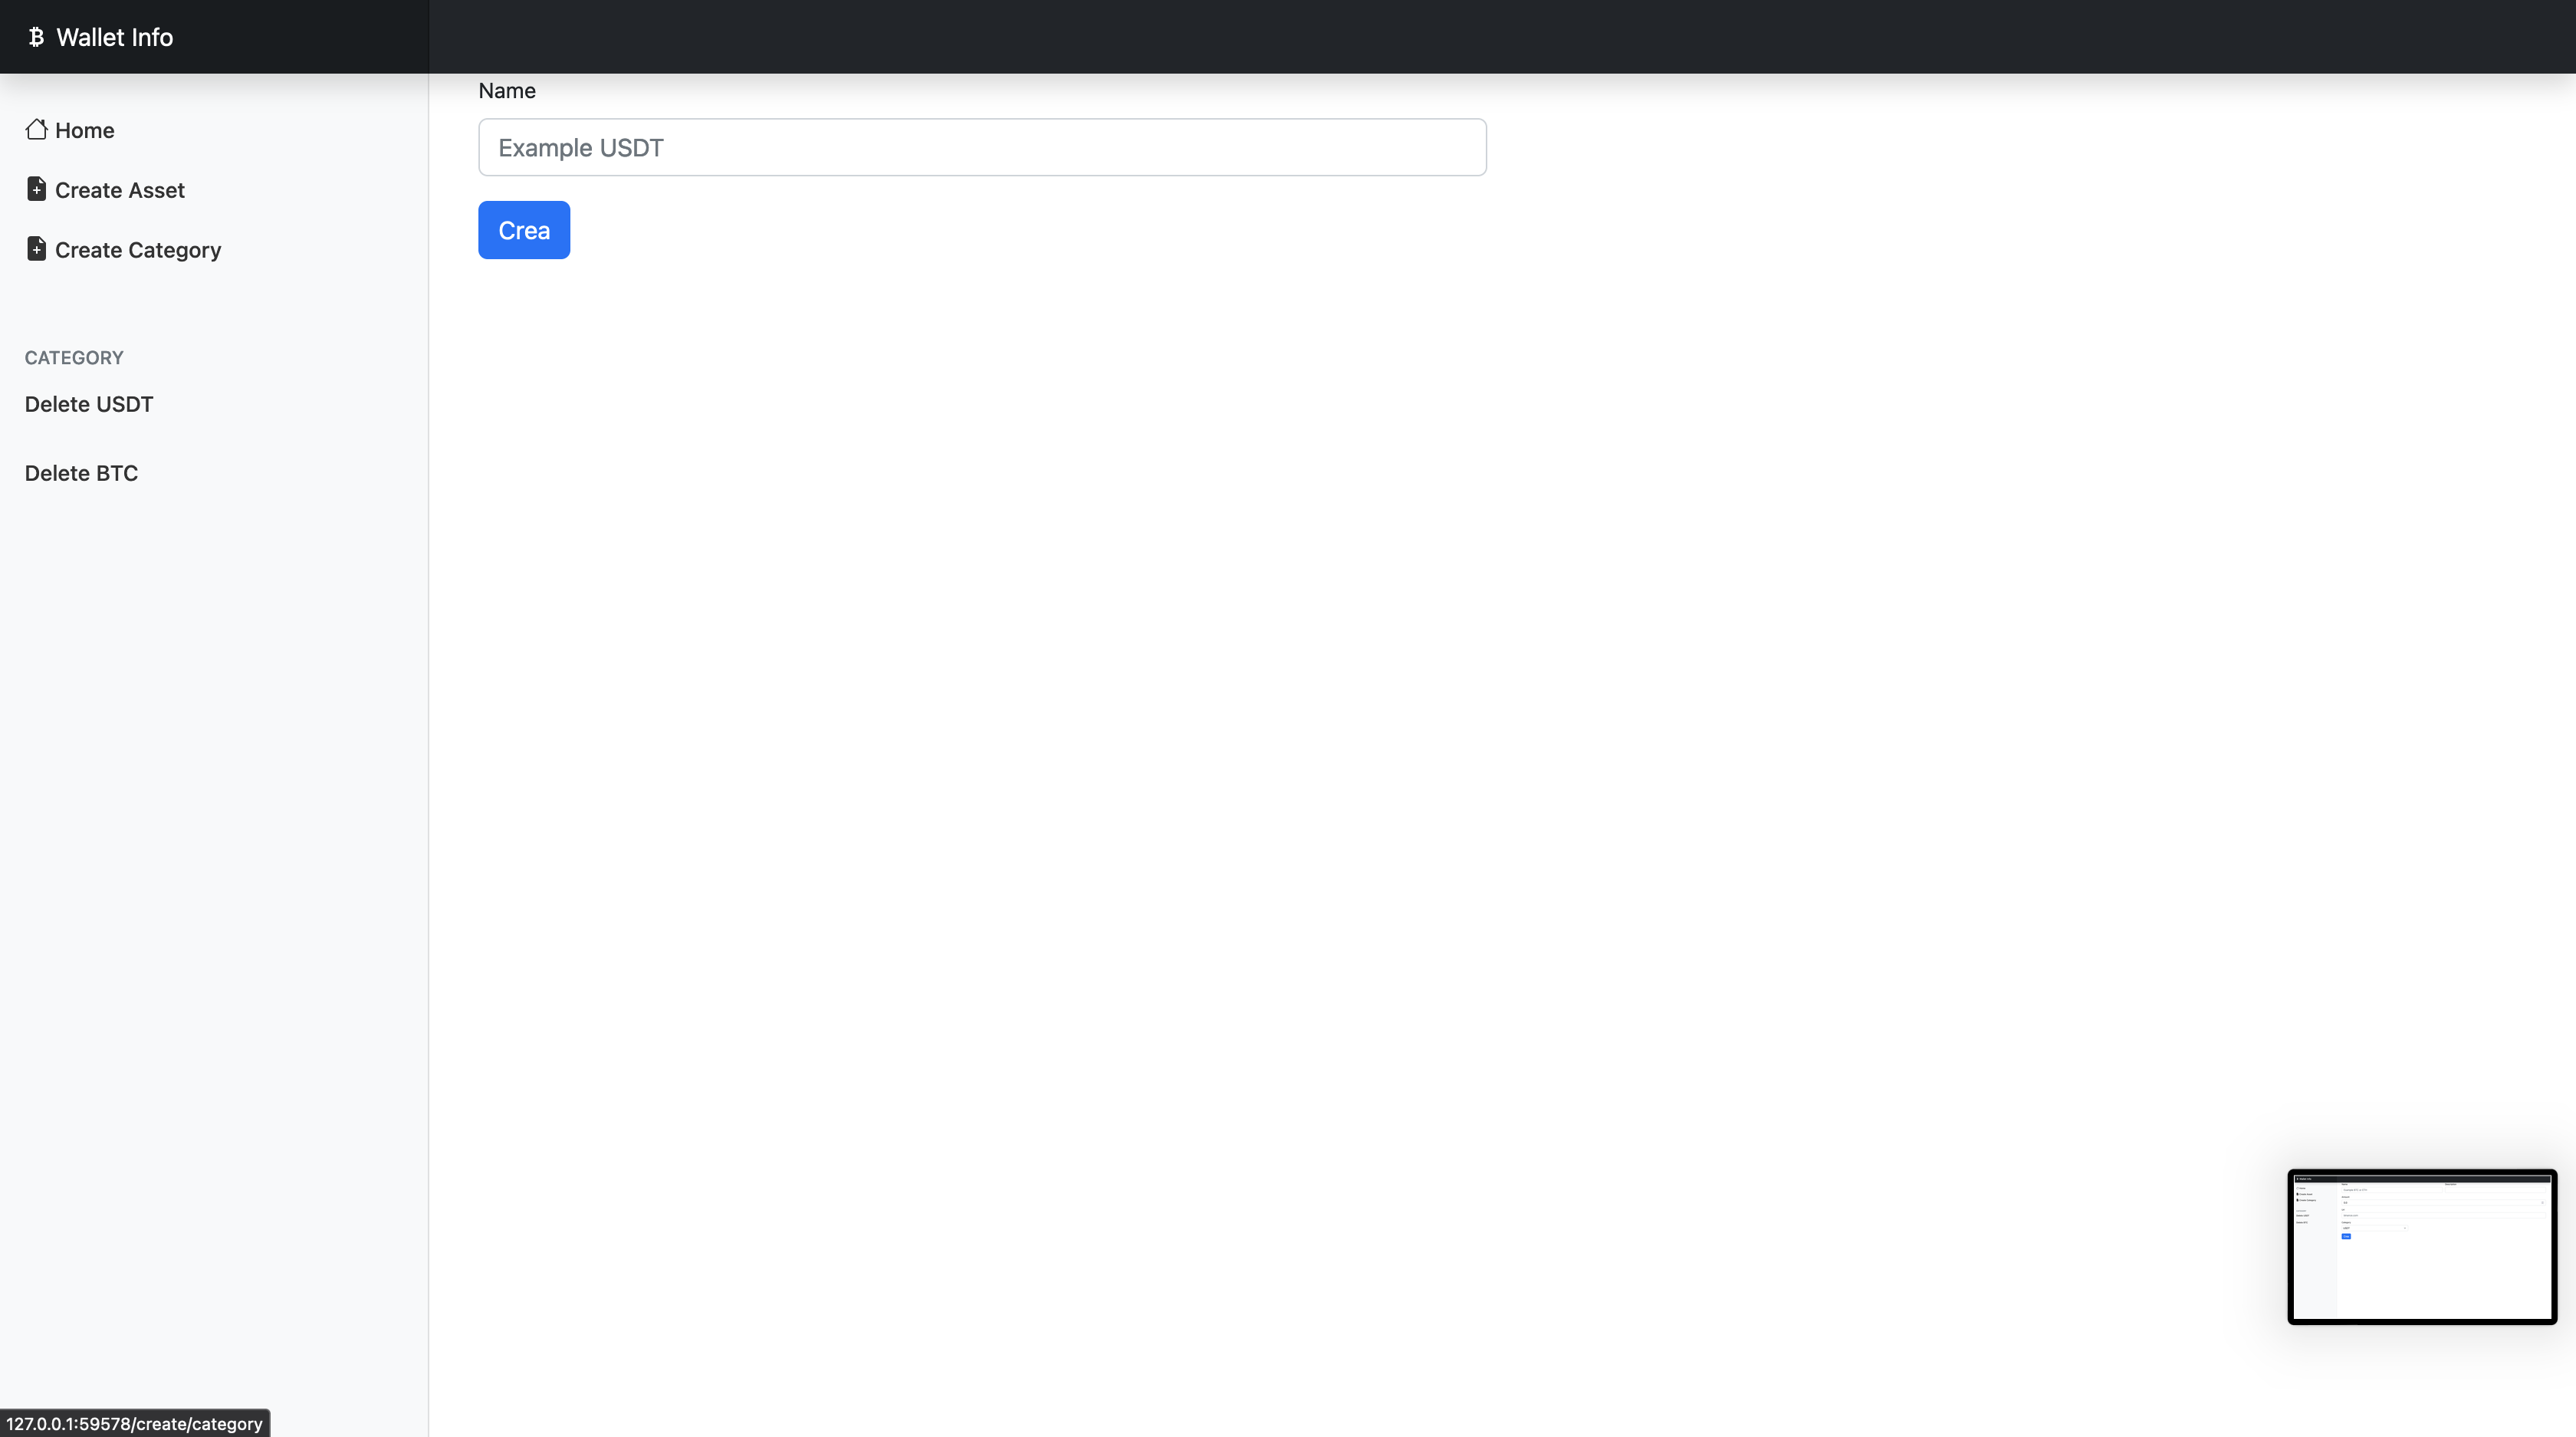 Wallet Info
Home
Create Asset
Create Category
CATEGORY
Delete USDT
Delete BTC
Name
Example USDT
Crea
127.0.0.1:59578/create/category